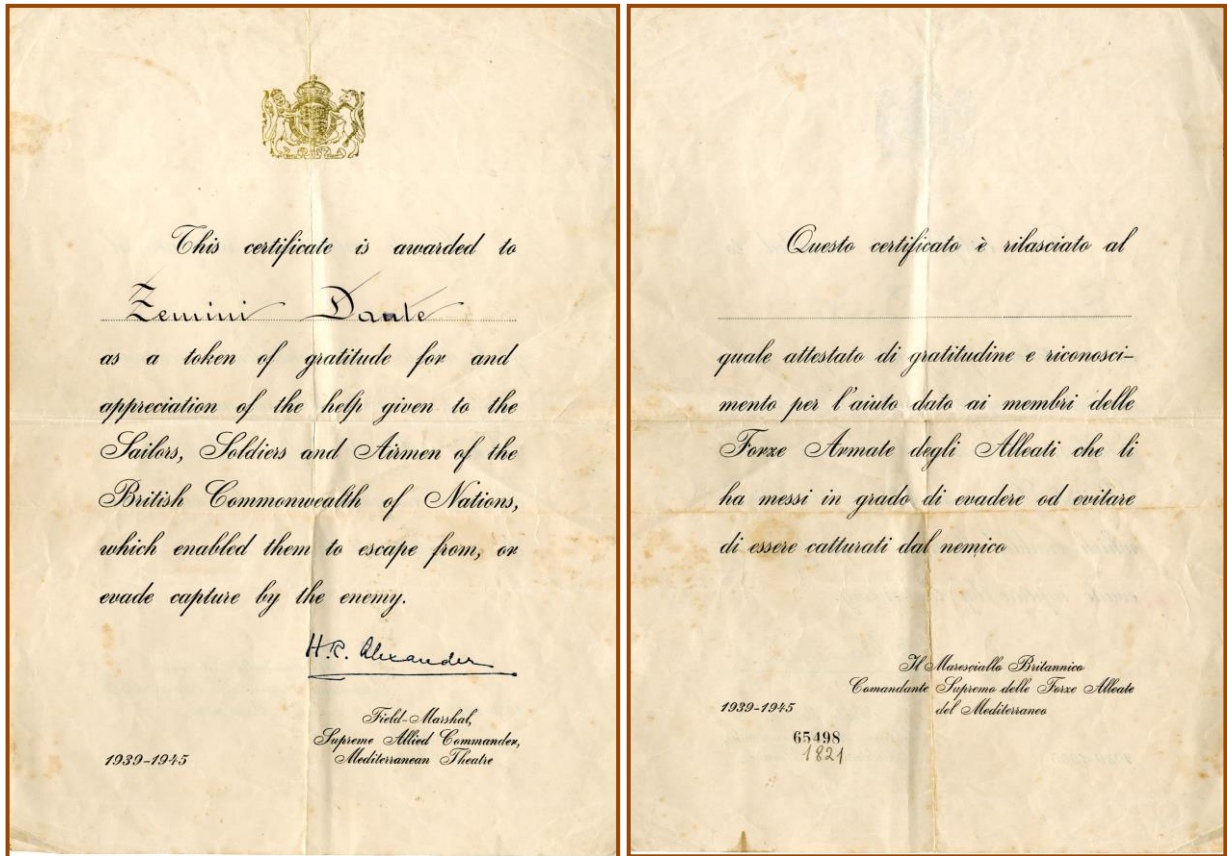 This certificate is awarded to
Zemini Dante
as a token of gratitude for and
appreciation of the help given to the
Sailors, Soldiers and Airmen of the
British Commonwealth of Nations,
which enabled them to escape from, or
evade capture by the enemy.
H.R. Alexander
Field-Marshal,
Supreme Allied Commander,
Mediterranean Theatre
1939-1945
Questo certificato è rilasciato al
quale attestato di gratitudine e riconosci-
mento per l'aiuto dato ai membri delle
Forze Armate degli Alleati che li
ha messi in grado di evadere od evitare
di essere catturati dal nemico
Il Maresciallo Britannico
Comandante Supremo delle Forze Alleate
del Mediterraneo
1939-1945
65498
1821